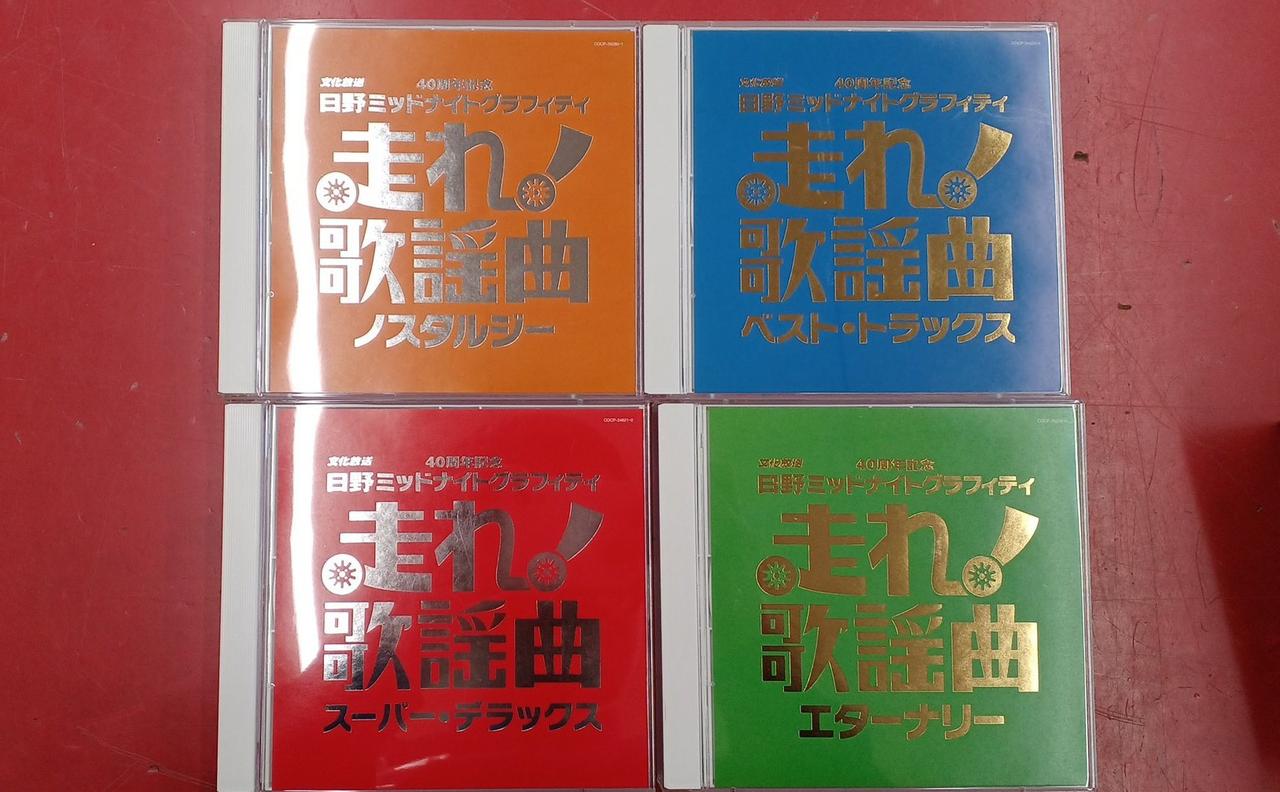 文化放送 40周年記念
日野ミッドナイトグラフィティ
走れ!
歌謡曲
ノスタルジー
文化放送 40周年記念
日野ミッドナイトグラフィティ
走れ!
歌謡曲
ベスト・トラックス
文化放送 40周年記念
日野ミッドナイトグラフィティ
走れ!
歌謡曲
スーパー・デラックス
文化放送 40周年記念
日野ミッドナイトグラフィティ
走れ!
歌謡曲
エターナリー